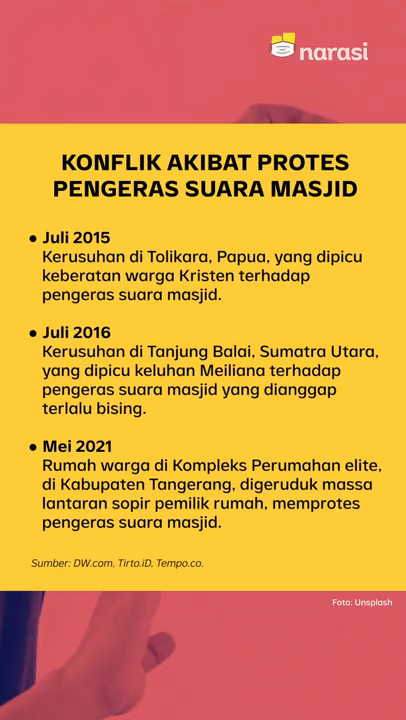 narasi
KONFLIK AKIBAT PROTES
PENGERAS SUARA MASJID
• Juli 2015
Kerusuhan di Tolikara, Papua, yang dipicu
keberatan warga Kristen terhadap
pengeras suara masjid.
• Juli 2016
Kerusuhan di Tanjung Balai, Sumatra Utara,
yang dipicu keluhan Meiliana terhadap
pengeras suara masjid yang dianggap
terlalu bising.
• Mei 2021
Rumah warga di Kompleks Perumahan elite,
di Kabupaten Tangerang, digeruduk massa
lantaran sopir pemilik rumah, memprotes
pengeras suara masjid.
Sumber: DW.com, Tirto.iD, Tempo.co.
Foto: Unsplash